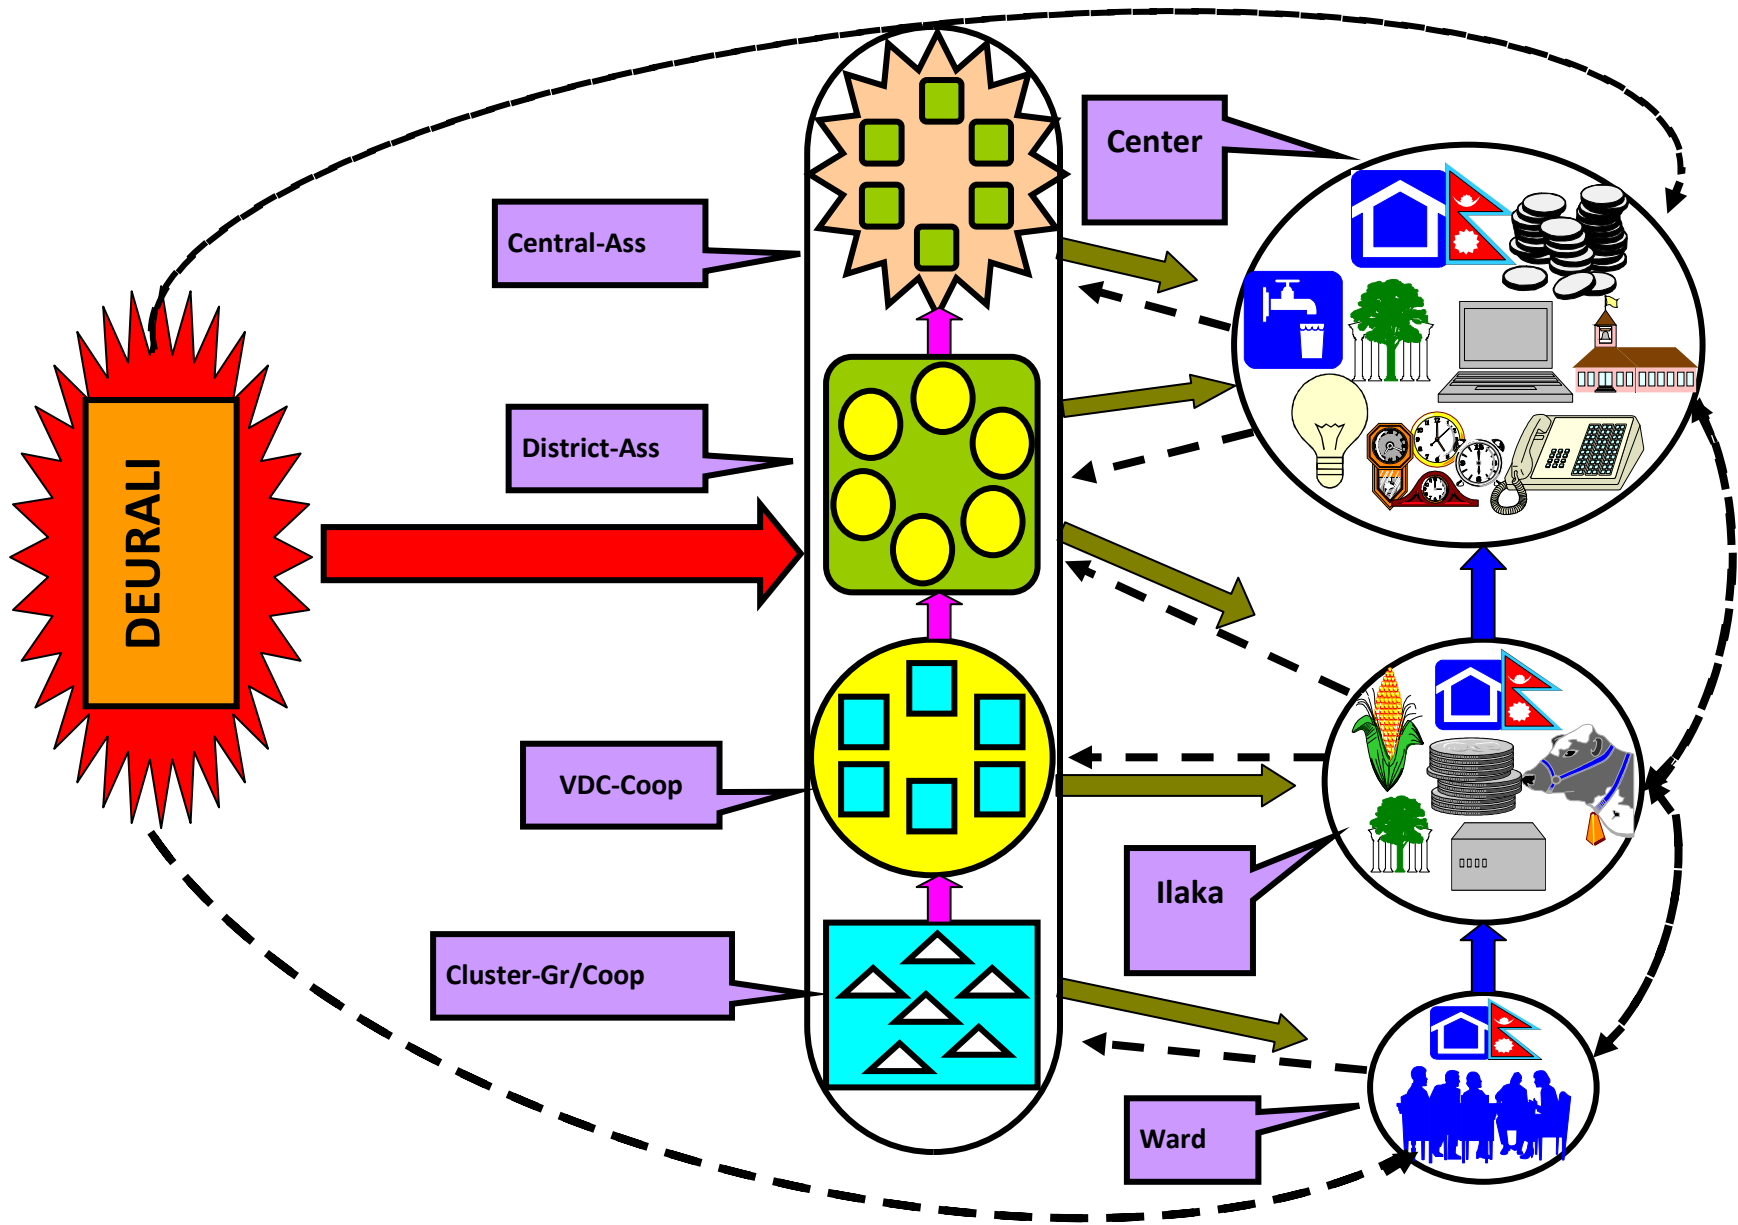 Center
Central-Ass
District-Ass
DEURALI
VDC-Coop
Ilaka
Cluster-Gr/Coop
Ward